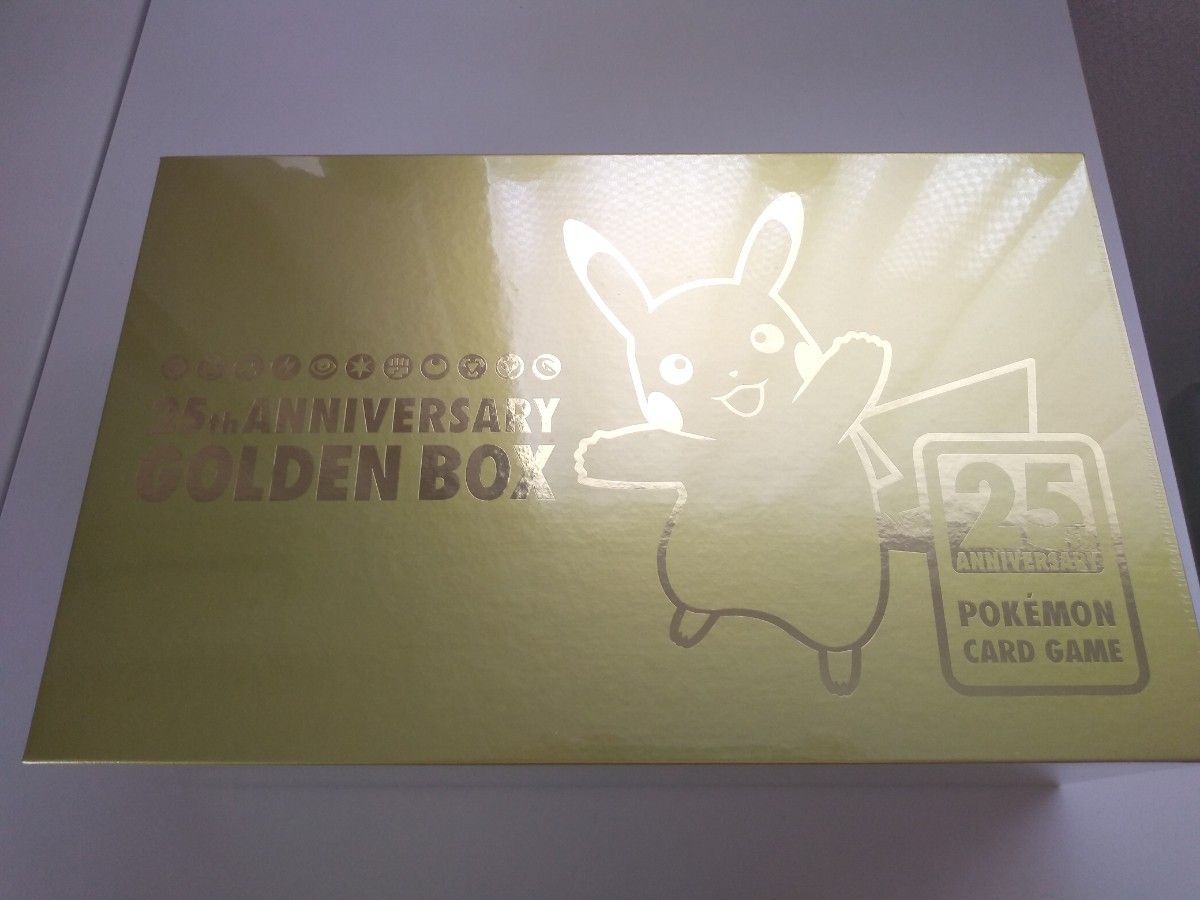 25th ANNIVERSARY
GOLDEN BOX
25
ANNIVERSARY
POKÉMON
CARD GAME